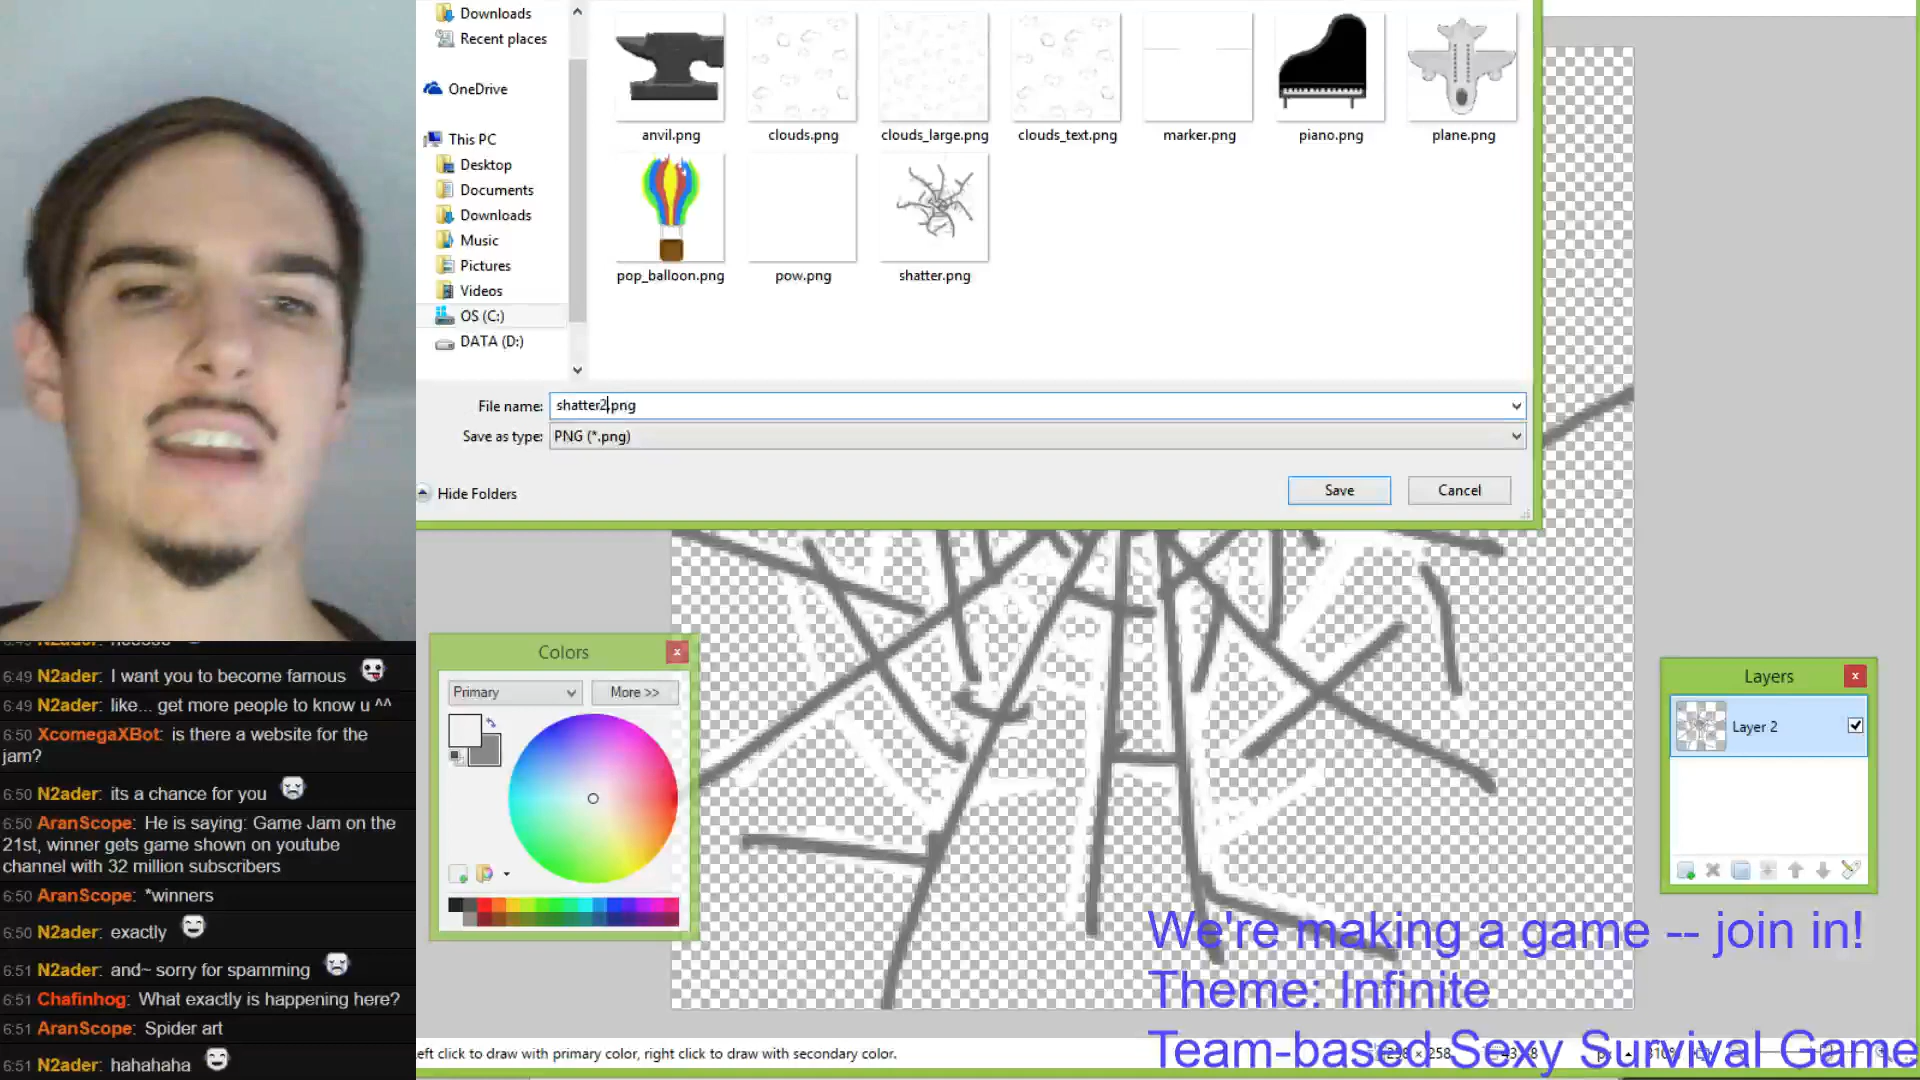 Downloads
Recent places
OneDrive
This PC
Desktop
Documents
Downloads
Music
Pictures
Videos
OS (C:)
DATA (D:)
anvil.png
clouds.png
clouds_large.png
clouds_text.png
marker.png
piano.png
plane.png
pop_balloon.png
pow.png
shatter.png
File name: shatter2.png
Save as type: PNG (*.png)
Hide Folders
Save
Cancel
Colors
Primary
More >>
Layers
Layer 2
6:49 N2ader: I want you to become famous
6:49 N2ader: like... get more people to know u ^^
6:50 XcomegaXBot: is there a website for the
jam?
6:50 N2ader: its a chance for you
6:50 AranScope: He is saying: Game Jam on the
21st, winner gets game shown on youtube
channel with 32 million subscribers
6:50 AranScope: *winners
6:50 N2ader: exactly
6:51 N2ader: and~ sorry for spamming
6:51 Chafinhog: What exactly is happening here?
6:51 AranScope: Spider art
6:51 N2ader: hahahaha
We're making a game -- join in!
Theme: Infinite
Team-based Sexy Survival Game
eft click to draw with primary color, right click to draw with secondary color.